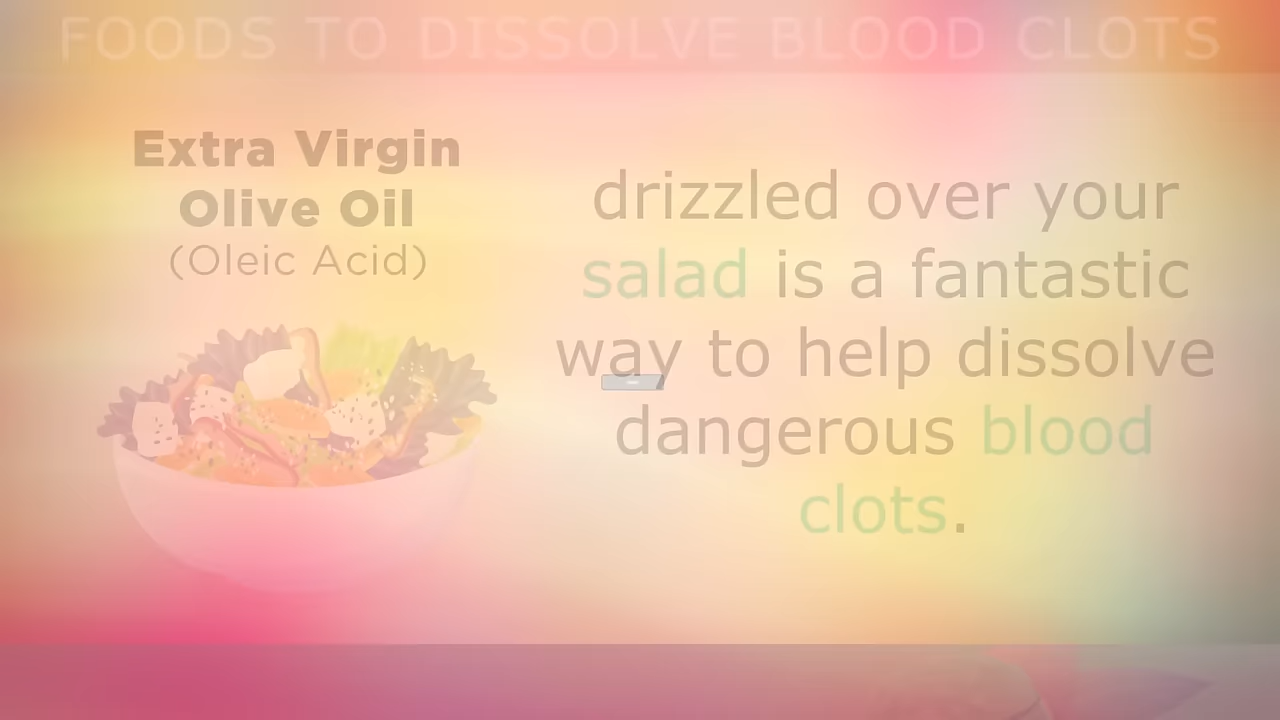 FOODS TO DISSOLVE BLOOD CLOTS
Extra Virgin
Olive Oil
(Oleic Acid)
drizzled over your
salad is a fantastic
way to help dissolve
dangerous blood
clots.